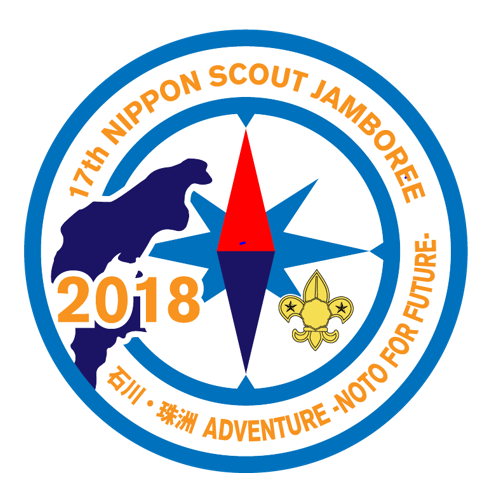 17th NIPPON SCOUT JAMBOREE
2018
石川・珠洲 ADVENTURE -NOTO FOR FUTURE-